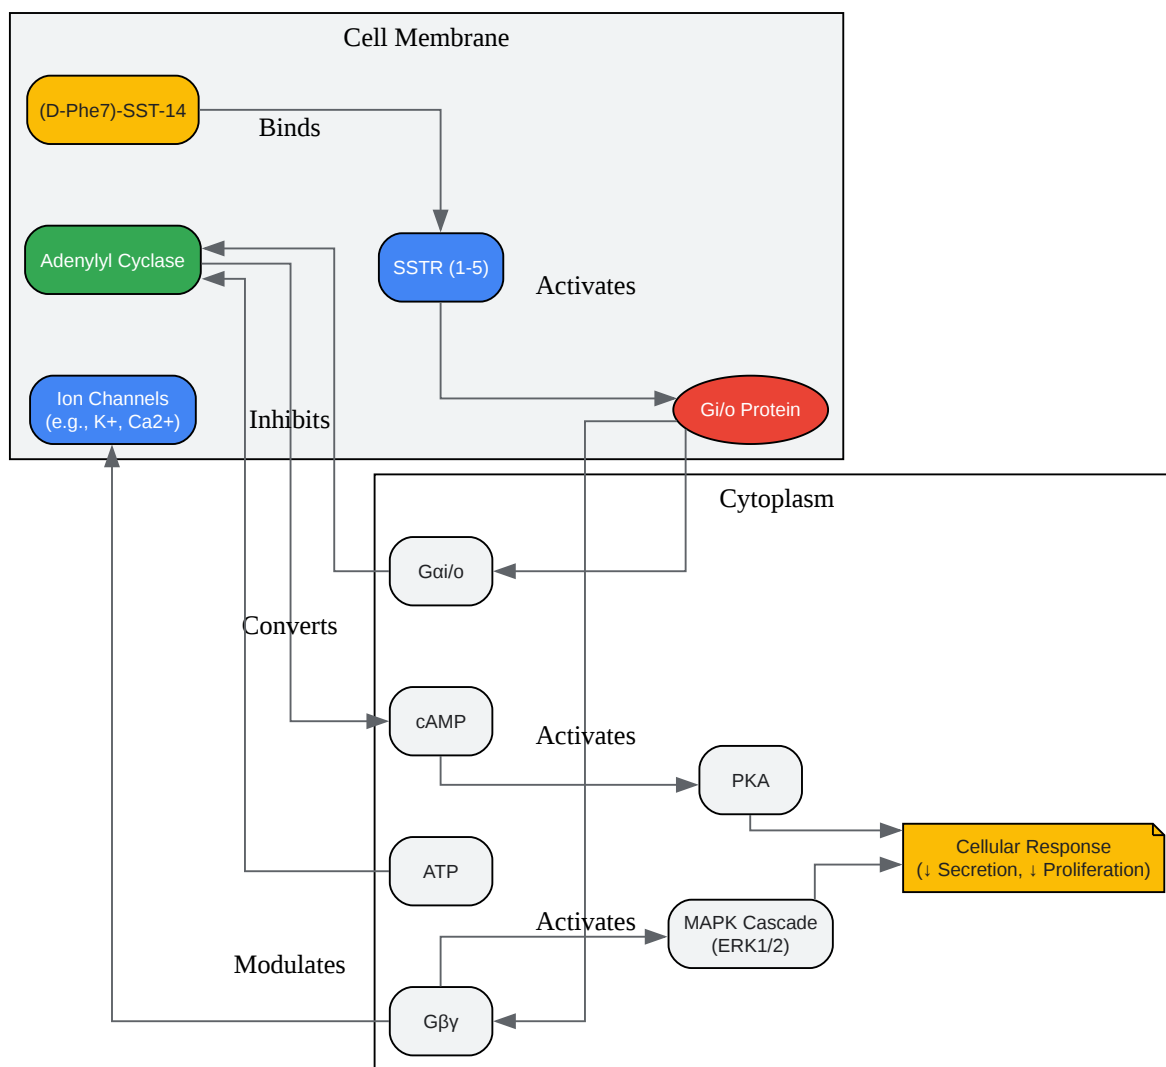 Cell Membrane
(D-Phe7)-SST-14
Binds
Adenylyl Cyclase
SSTR (1-5)
Activates
Ion Channels
(e.g., K+, Ca2+)
Inhibits
Gi/o Protein
Cytoplasm
Gαi/o
Converts
cAMP
Activates
PKA
Cellular Response
(↓ Secretion, ↓ Proliferation)
ATP
Activates
MAPK Cascade
(ERK1/2)
Modulates
Gβγ